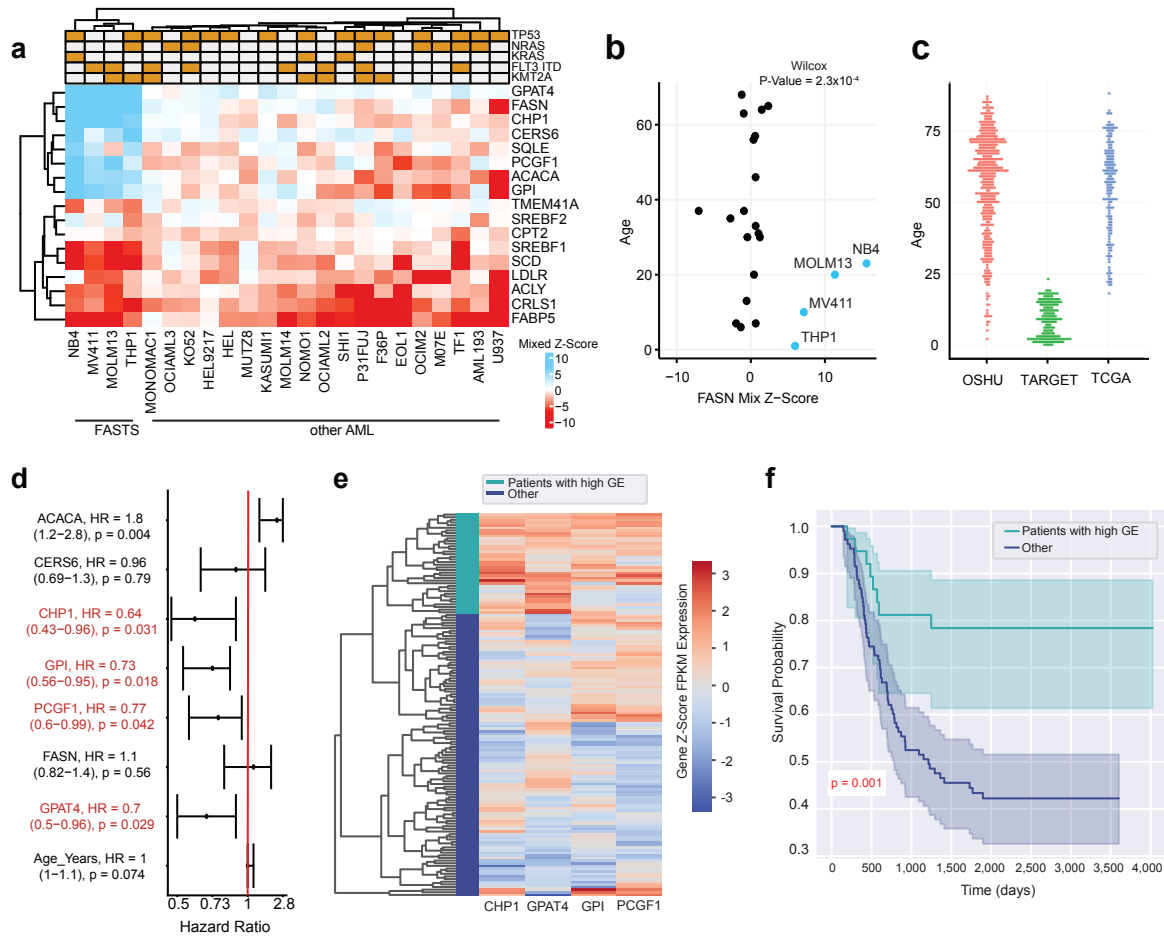 a
TP53
NRAS
KRAS
FLT3 ITD
KMT2A
GPAT4
FASN
CHP1
CERS6
SQLE
PCGF1
ACACA
GPI
TMEM41A
SREBF2
CPT2
SREBF1
SCD
LDLR
ACLY
CRLS1
FABP5
NB4
MV411
MOLM13
THP1
MONOMAC1
OCIAML3
KO52
HEL9217
HEL
MUTZ8
KASUMI1
MOLM14
NOMO1
OCIAML2
SHI1
P31FUJ
F36P
EOL1
OCIM2
M07E
TF1
AML193
U937
FASTS
other AML
Mixed Z-Score
10
5
0
−5
−10
b
Wilcox
P-Value = 2.3x10⁻⁴
Age
60
40
20
0
NB4
MOLM13
MV411
THP1
−10
0
10
FASN Mix Z-Score
c
Age
75
50
25
0
OSHU
TARGET
TCGA
d
ACACA, HR = 1.8
(1.2−2.8), p = 0.004
CERS6, HR = 0.96
(0.69−1.3), p = 0.79
CHP1, HR = 0.64
(0.43−0.96), p = 0.031
GPI, HR = 0.73
(0.56−0.95), p = 0.018
PCGF1, HR = 0.77
(0.6−0.99), p = 0.042
FASN, HR = 1.1
(0.82−1.4), p = 0.56
GPAT4, HR = 0.7
(0.5−0.96), p = 0.029
Age_Years, HR = 1
(1−1.1), p = 0.074
0.5
0.73
1
2.8
Hazard Ratio
e
Patients with high GE
Other
CHP1
GPAT4
GPI
PCGF1
Gene Z-Score FPKM Expression
3
2
1
0
-1
-2
-3
f
Patients with high GE
Other
Survival Probability
1.0
0.9
0.8
0.7
0.6
0.5
0.4
0.3
p = 0.001
0
500
1,000
1,500
2,000
2,500
3,000
3,500
4,000
Time (days)